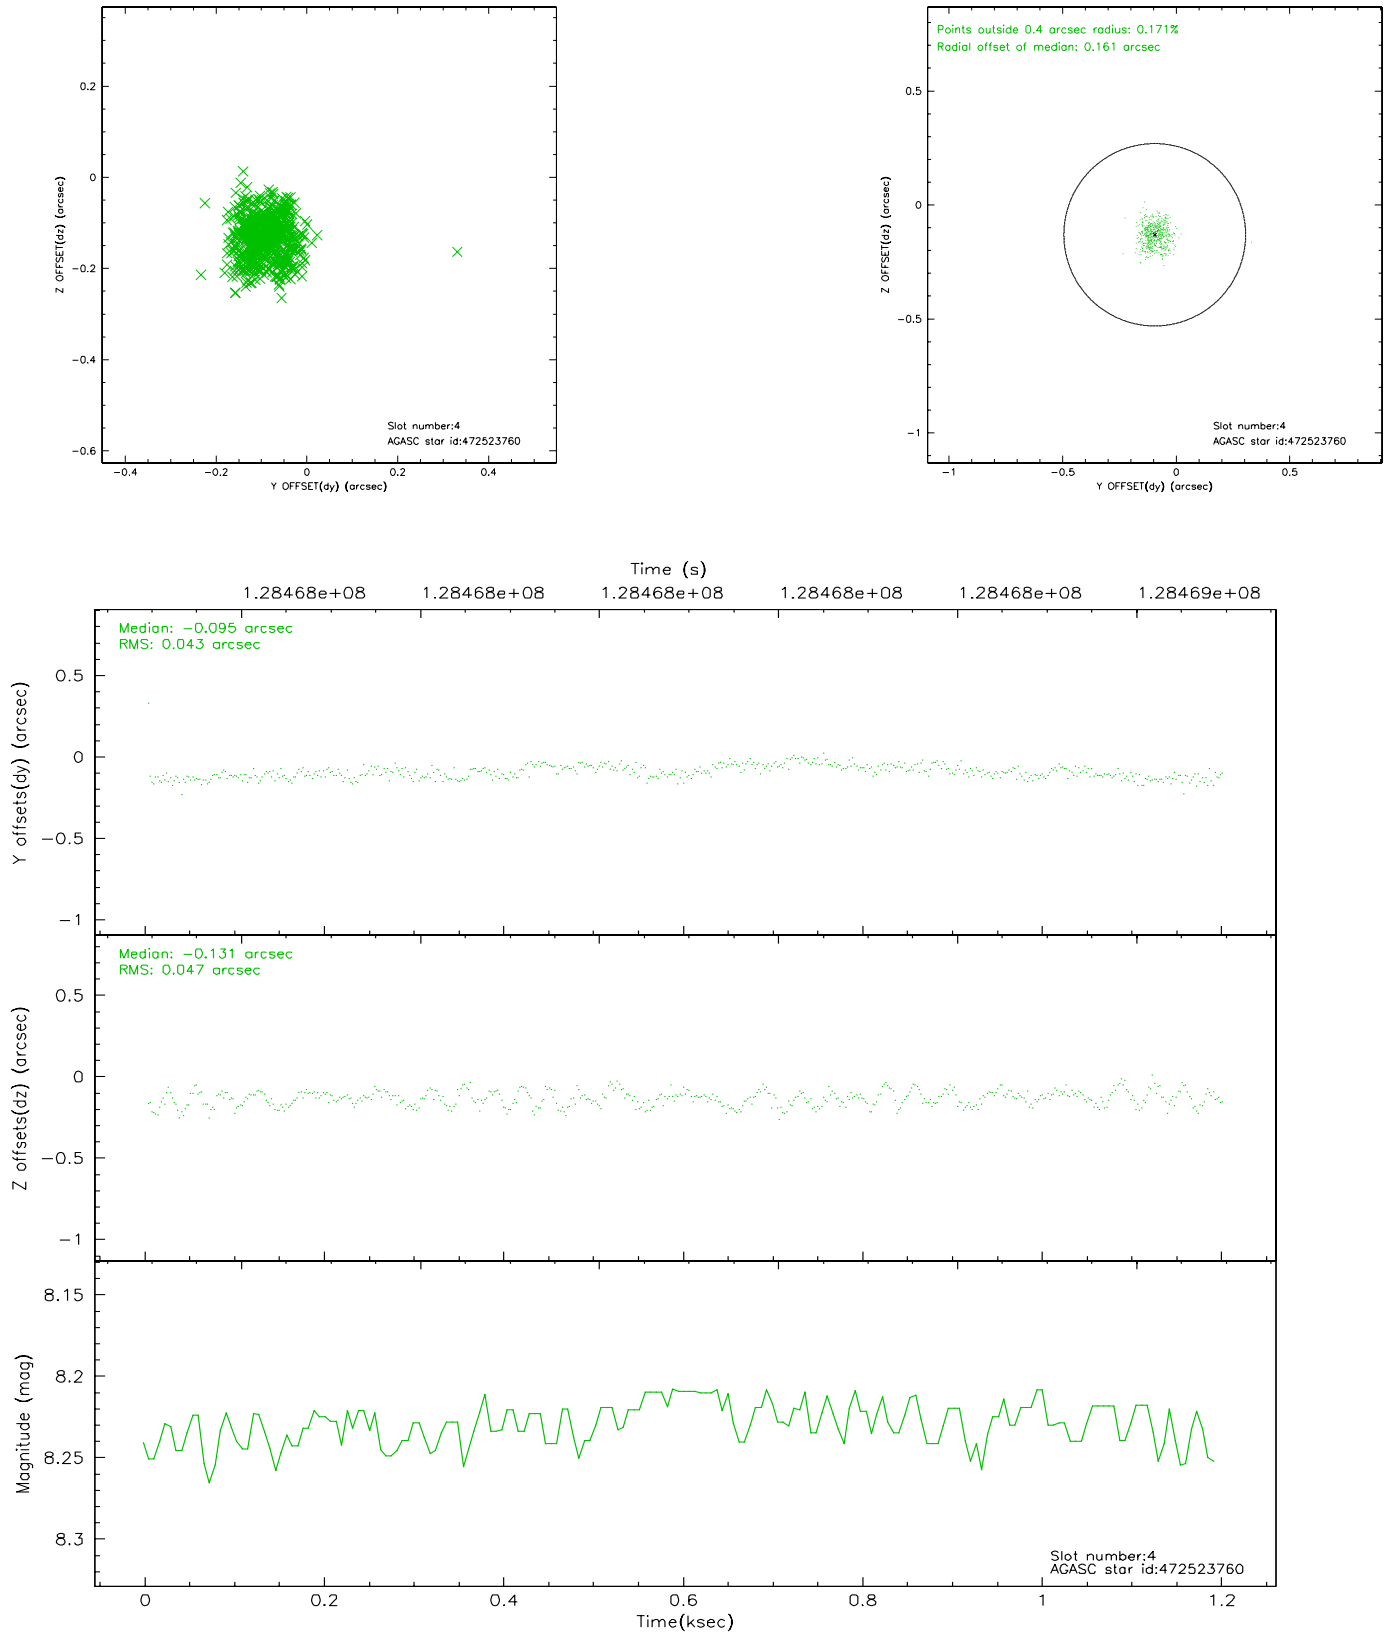 0.2
0
−0.2
−0.4
−0.6
Z OFFSET(dz) (arcsec)
Slot number:4
AGASC star id:472523760
−0.4 −0.2 0 0.2 0.4
Y OFFSET(dy) (arcsec)
Points outside 0.4 arcsec radius: 0.171%
Radial offset of median: 0.161 arcsec
0.5
0
−0.5
−1
Z OFFSET(dz) (arcsec)
Slot number:4
AGASC star id:472523760
−1 −0.5 0 0.5
Y OFFSET(dy) (arcsec)
Time (s)
1.28468e+08 1.28468e+08 1.28468e+08 1.28468e+08 1.28468e+08 1.28469e+08
Median: −0.095 arcsec
RMS: 0.043 arcsec
0.5
0
−0.5
−1
Y offsets(dy) (arcsec)
Median: −0.131 arcsec
RMS: 0.047 arcsec
0.5
0
−0.5
−1
Z offsets(dz) (arcsec)
8.15
8.2
8.25
8.3
Magnitude (mag)
Slot number:4
AGASC star id:472523760
0 0.2 0.4 0.6 0.8 1 1.2
Time(ksec)